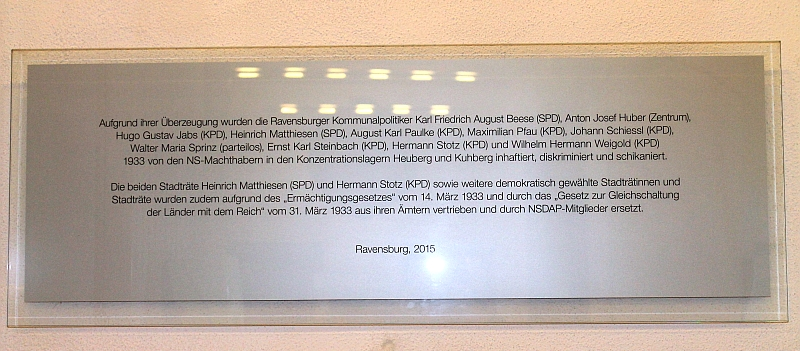 Aufgrund ihrer Überzeugung wurden die Ravensburger Kommunalpolitiker Karl Friedrich August Beese (SPD), Anton Josef Huber (Zentrum),
Hugo Gustav Jabs (KPD), Heinrich Matthiesen (SPD), August Karl Paulke (KPD), Maximilian Pfau (KPD), Johann Schiessl (KPD),
Walter Maria Sprinz (parteilos), Ernst Karl Steinbach (KPD), Hermann Stotz (KPD) und Wilhelm Hermann Weigold (KPD)
1933 von den NS-Machthabern in den Konzentrationslagern Heuberg und Kuhberg inhaftiert, diskriminiert und schikaniert.
Die beiden Stadträte Heinrich Matthiesen (SPD) und Hermann Stotz (KPD) sowie weitere demokratisch gewählte Stadträtinnen und
Stadträte wurden zudem aufgrund des „Ermächtigungsgesetzes“ vom 14. März 1933 und durch das „Gesetz zur Gleichschaltung
der Länder mit dem Reich“ vom 31. März 1933 aus ihren Ämtern vertrieben und durch NSDAP-Mitglieder ersetzt.
Ravensburg, 2015